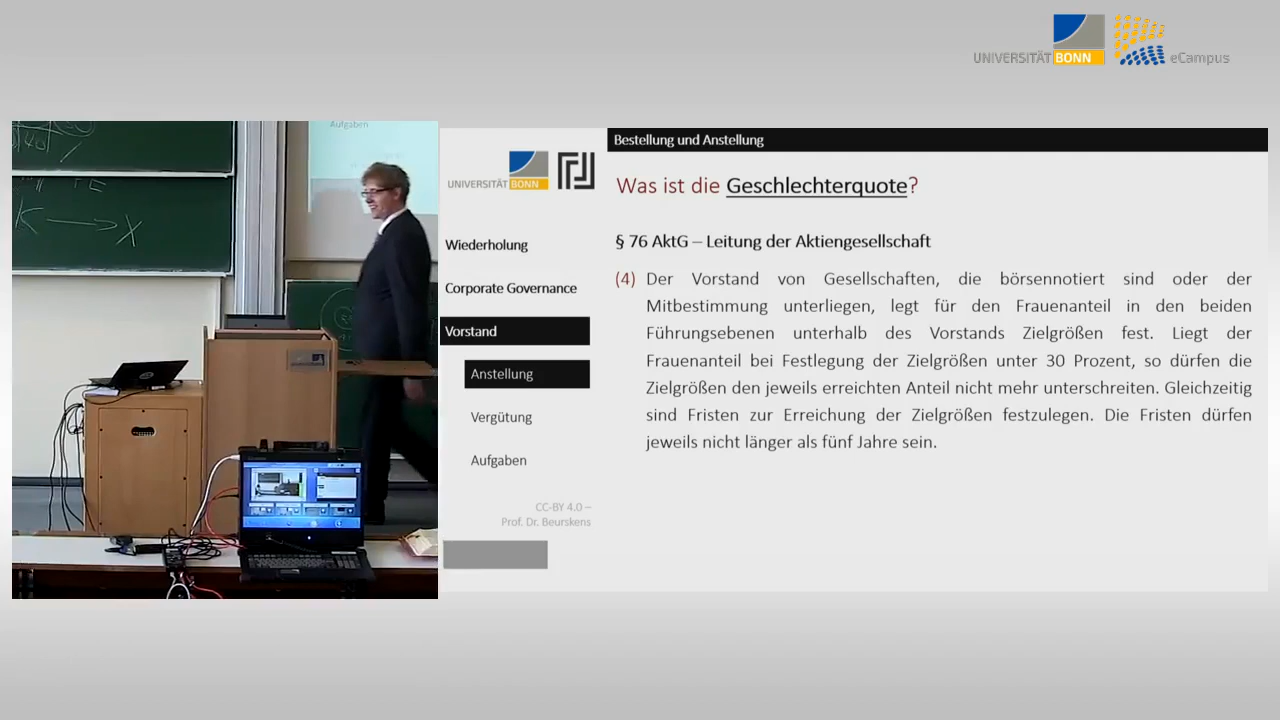 UNIVERSITÄT BONN
eCampus
Aufgaben
K → X
UNIVERSITÄT BONN
Wiederholung
Corporate Governance
Vorstand
Anstellung
Vergütung
Aufgaben
CC-BY 4.0 –
Prof. Dr. Beurskens
Bestellung und Anstellung
Was ist die Geschlechterquote?
§ 76 AktG – Leitung der Aktiengesellschaft
(4) Der Vorstand von Gesellschaften, die börsennotiert sind oder der
Mitbestimmung unterliegen, legt für den Frauenanteil in den beiden
Führungsebenen unterhalb des Vorstands Zielgrößen fest. Liegt der
Frauenanteil bei Festlegung der Zielgrößen unter 30 Prozent, so dürfen die
Zielgrößen den jeweils erreichten Anteil nicht mehr unterschreiten. Gleichzeitig
sind Fristen zur Erreichung der Zielgrößen festzulegen. Die Fristen dürfen
jeweils nicht länger als fünf Jahre sein.